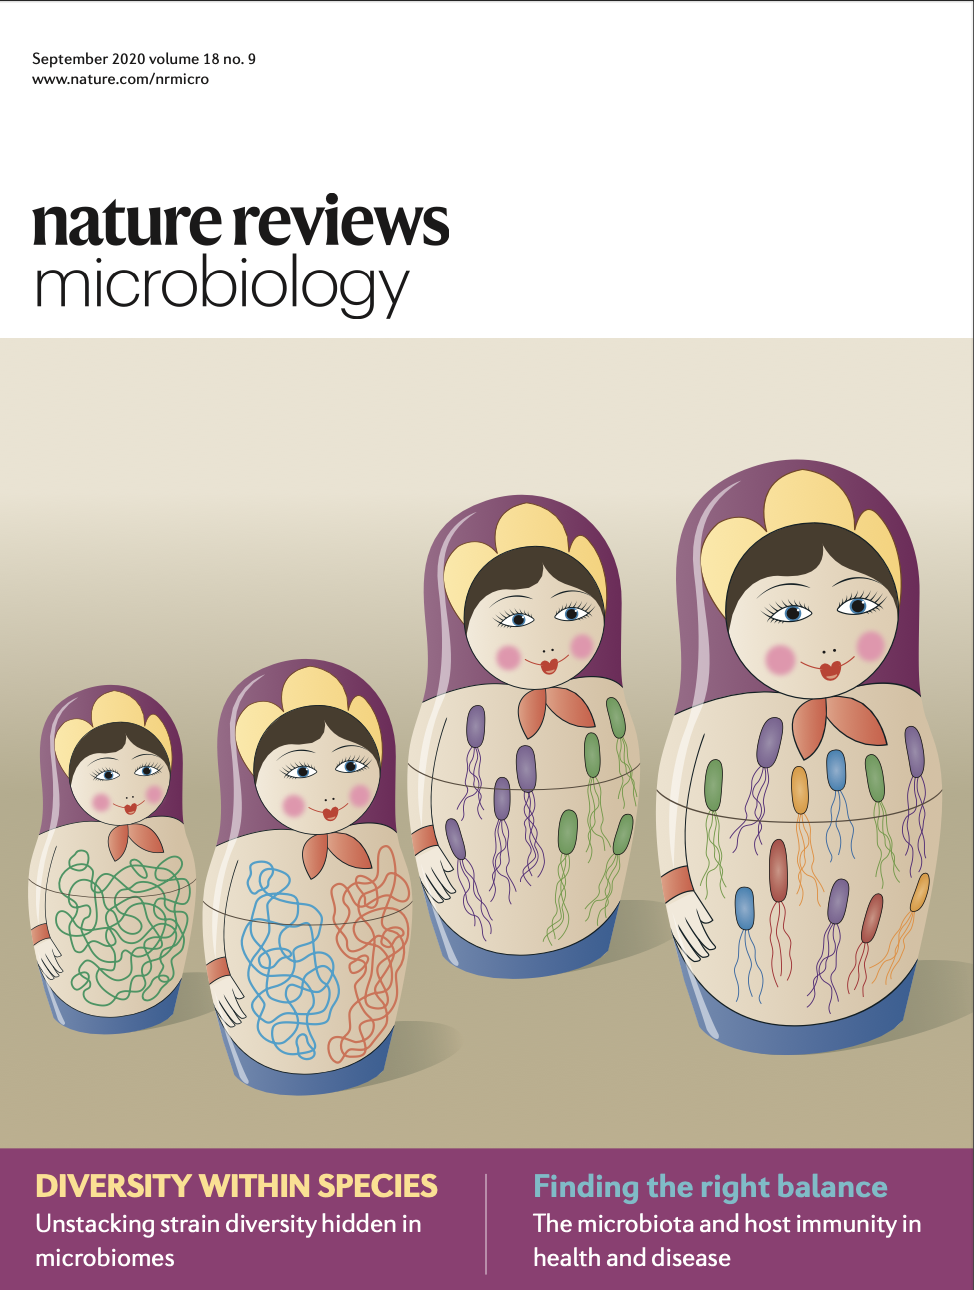 September 2020 volume 18 no. 9
www.nature.com/nrmicro
nature reviews
microbiology
DIVERSITY WITHIN SPECIES
Unstacking strain diversity hidden in
microbiomes
Finding the right balance
The microbiota and host immunity in
health and disease